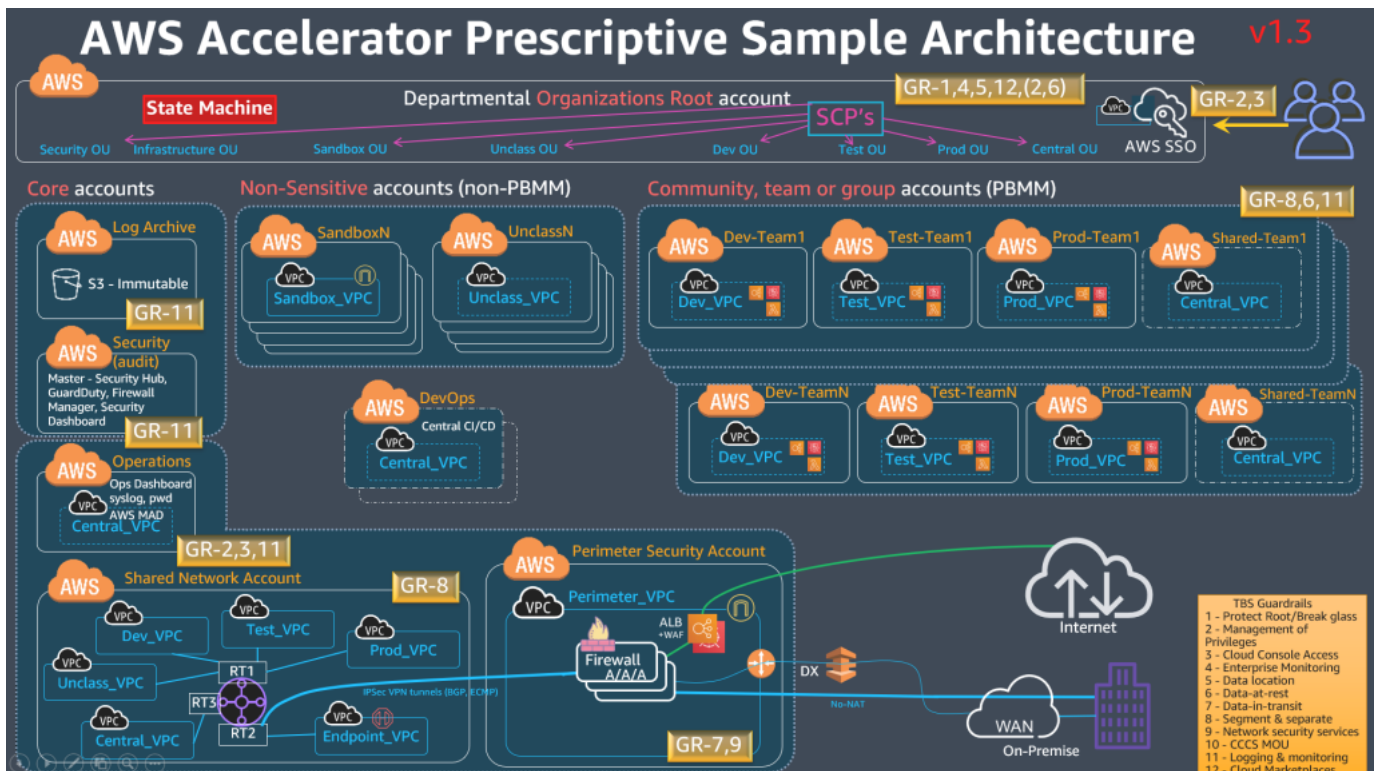 AWS Accelerator Prescriptive Sample Architecture
v1.3
AWS
State Machine
Departmental Organizations Root account
GR-1,4,5,12,(2,6)
SCP's
VPC
AWS SSO
GR-2,3
Security OU
Infrastructure OU
Sandbox OU
Unclass OU
Dev OU
Test OU
Prod OU
Central OU
Core accounts
AWS
Log Archive
S3 - Immutable
GR-11
AWS
Security
(audit)
Master - Security Hub,
GuardDuty, Firewall
Manager, Security
Dashboard
GR-11
Non-Sensitive accounts (non-PBMM)
AWS
SandboxN
VPC
Sandbox_VPC
AWS
UnclassN
VPC
Unclass_VPC
Community, team or group accounts (PBMM)
GR-8,6,11
AWS
Dev-Team1
VPC
Dev_VPC
AWS
Test-Team1
VPC
Test_VPC
AWS
Prod-Team1
VPC
Prod_VPC
AWS
Shared-Team1
VPC
Central_VPC
AWS
Dev-TeamN
VPC
Dev_VPC
AWS
Test-TeamN
VPC
Test_VPC
AWS
Prod-TeamN
VPC
Prod_VPC
AWS
Shared-TeamN
VPC
Central_VPC
AWS
DevOps
Central CI/CD
VPC
Central_VPC
AWS
Operations
Ops Dashboard
syslog, pwd
AWS MAD
VPC
Central_VPC
GR-2,3,11
AWS
Shared Network Account
GR-8
VPC
Dev_VPC
VPC
Test_VPC
VPC
Prod_VPC
VPC
Unclass_VPC
RT1
RT3
RT2
VPC
Central_VPC
VPC
Endpoint_VPC
IPSec VPN tunnels (BGP, ECMP)
AWS
Perimeter Security Account
VPC
Perimeter_VPC
ALB
+WAF
Firewall
A/A/A
GR-7,9
DX
No-NAT
Internet
WAN
On-Premise
TBS Guardrails
1 - Protect Root/Break glass
2 - Management of
Privileges
3 - Cloud Console Access
4 - Enterprise Monitoring
5 - Data location
6 - Data-at-rest
7 - Data-in-transit
8 - Segment & separate
9 - Network security services
10 - CCCS MOU
11 - Logging & monitoring
12 - Cloud Marketplaces